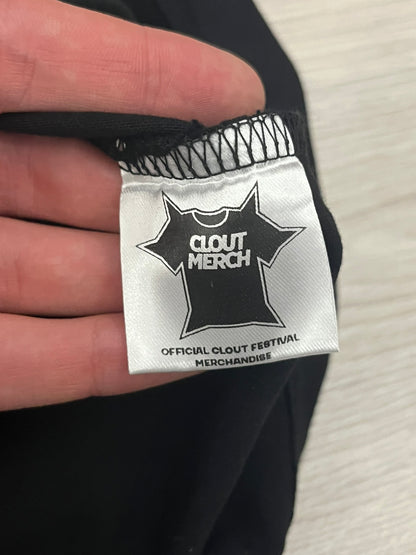 CLOUT
MERCH
OFFICIAL CLOUT FESTIVAL
MERCHANDISE